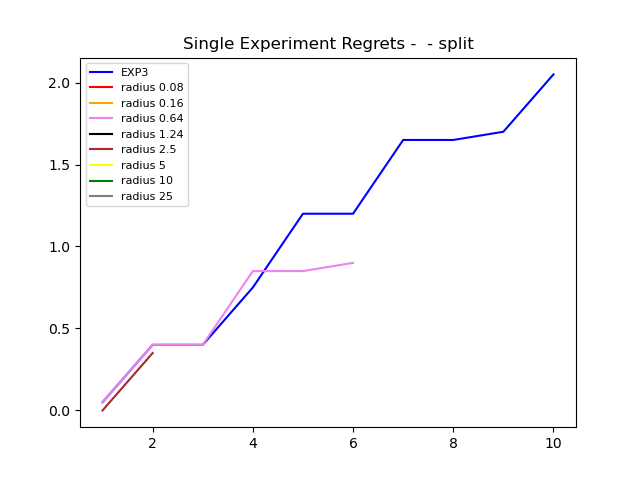 Single Experiment Regrets -  - split
EXP3
radius 0.08
radius 0.16
radius 0.64
radius 1.24
radius 2.5
radius 5
radius 10
radius 25
2.0
1.5
1.0
0.5
0.0
2
4
6
8
10